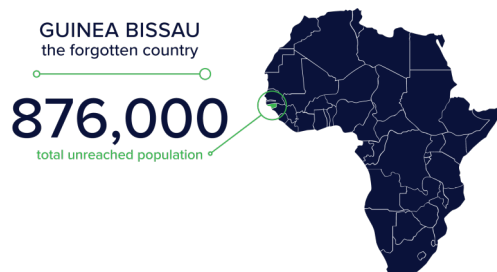 GUINEA BISSAU
the forgotten country
876,000
total unreached population